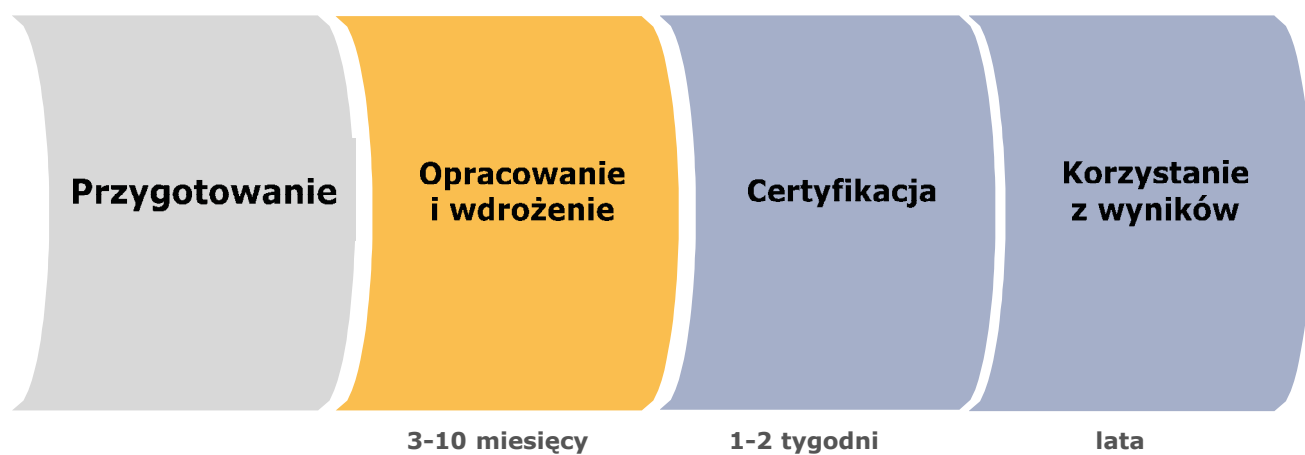 Przygotowanie
Opracowanie
i wdrożenie
Certyfikacja
Korzystanie
z wyników
3-10 miesięcy
1-2 tygodni
lata